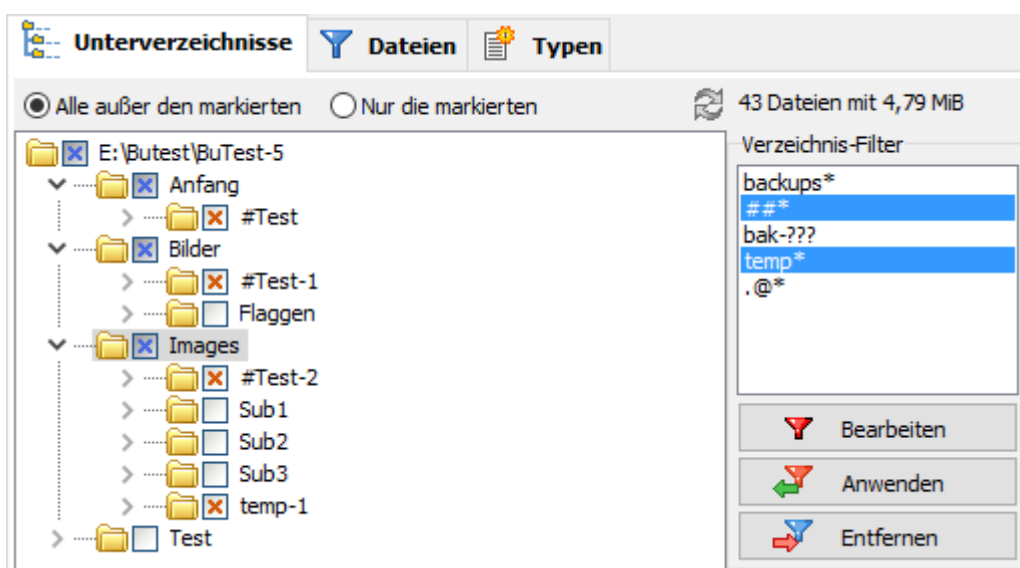 Unterverzeichnisse Dateien Typen
Alle außer den markierten Nur die markierten 43 Dateien mit 4,79 MiB
E:\Butest\BuTest-5
Anfang
#Test
Bilder
#Test-1
Flaggen
Images
#Test-2
Sub1
Sub2
Sub3
temp-1
Test
Verzeichnis-Filter
backups*
##*
bak-???
temp*
.@*
Bearbeiten
Anwenden
Entfernen